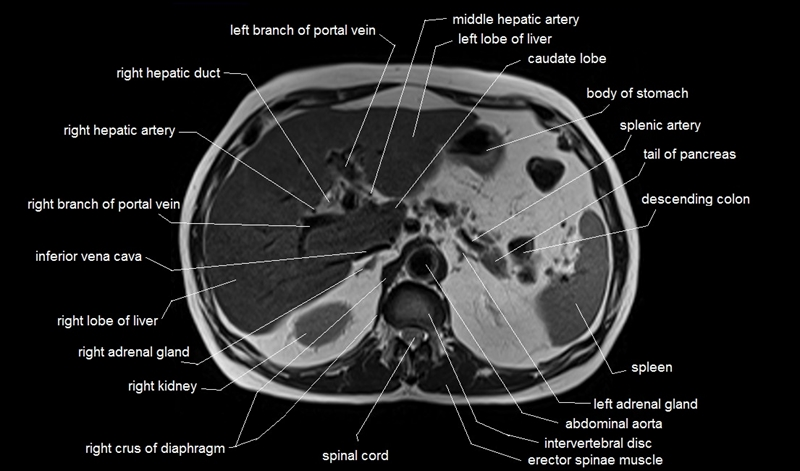 middle hepatic artery
left branch of portal vein
left lobe of liver
caudate lobe
right hepatic duct
body of stomach
splenic artery
right hepatic artery
tail of pancreas
descending colon
right branch of portal vein
inferior vena cava
right lobe of liver
right adrenal gland
spleen
right kidney
left adrenal gland
abdominal aorta
intervertebral disc
right crus of diaphragm
spinal cord
erector spinae muscle